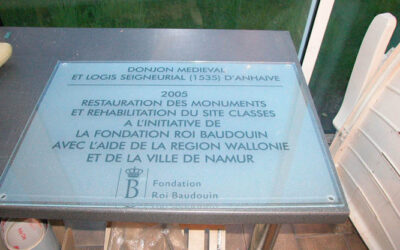 DONJON MEDIEVAL
ET LOGIS SEIGNEURIAL (1535) D'ANHAIVE
2005
RESTAURATION DES MONUMENTS
ET REHABILITATION DU SITE CLASSES
A L'INITIATIVE DE
LA FONDATION ROI BAUDOUIN
AVEC L'AIDE DE LA REGION WALLONIE
ET DE LA VILLE DE NAMUR
B
Fondation
Roi Baudouin